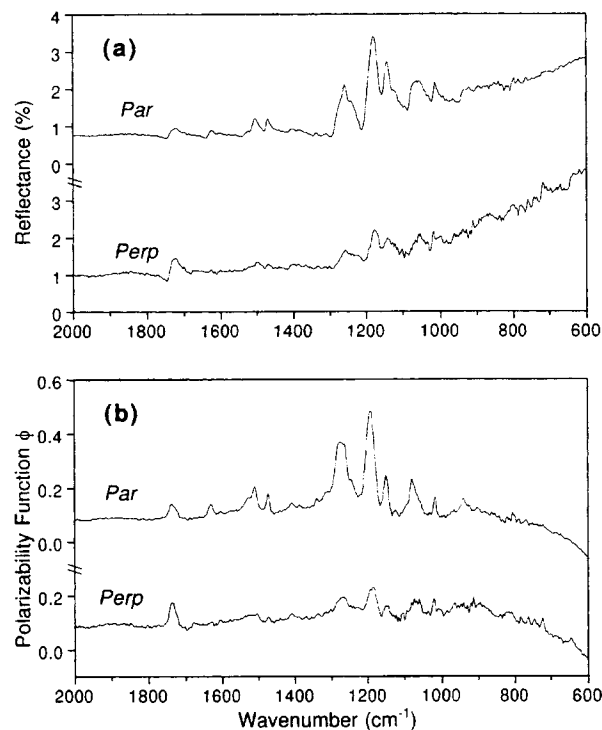 (a)
Reflectance (%)
4
3
Par
2
1
0
3
Perp
2
1
0
2000 1800 1600 1400 1200 1000 800 600
(b)
Polarizability Function ϕ
0.6
0.4
Par
0.2
0.0
Perp
0.2
0.0
2000 1800 1600 1400 1200 1000 800 600
Wavenumber (cm⁻¹)